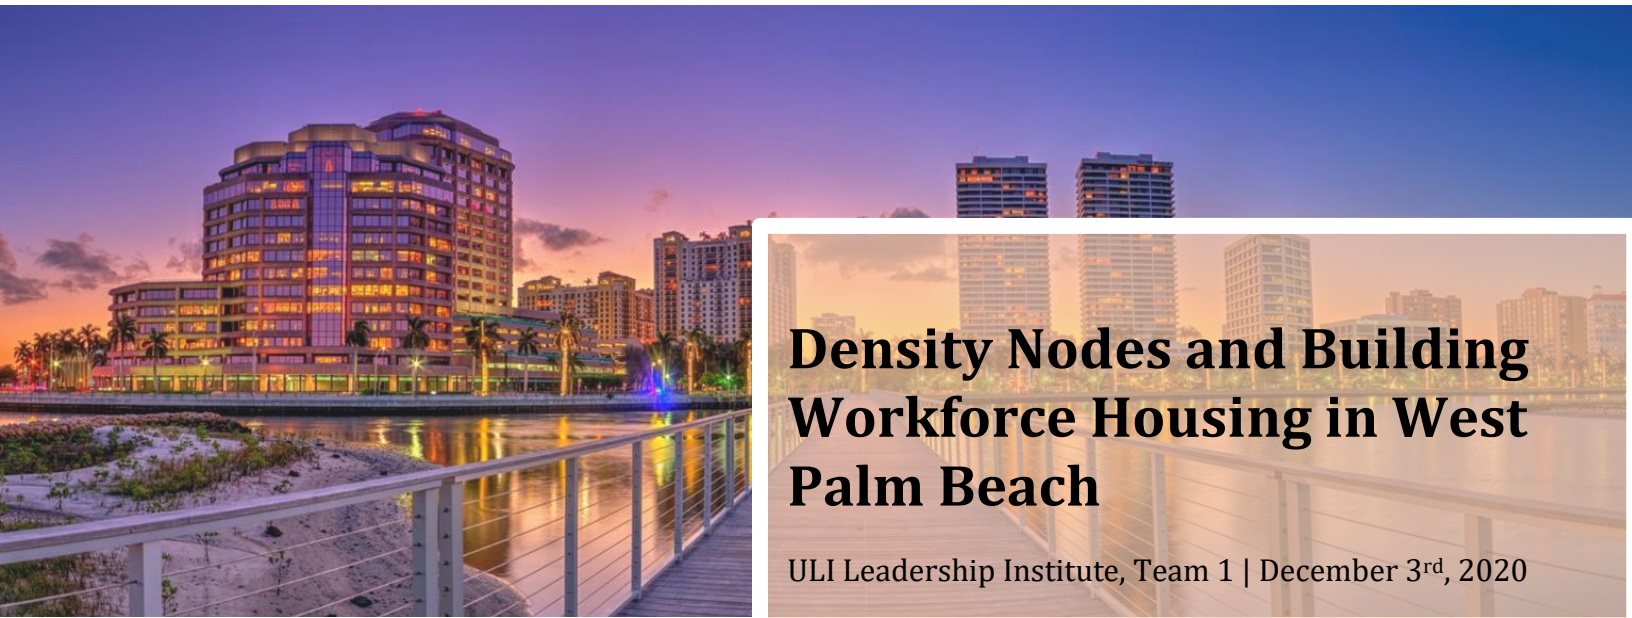 Density Nodes and Building
Workforce Housing in West
Palm Beach
ULI Leadership Institute, Team 1 | December 3rd, 2020